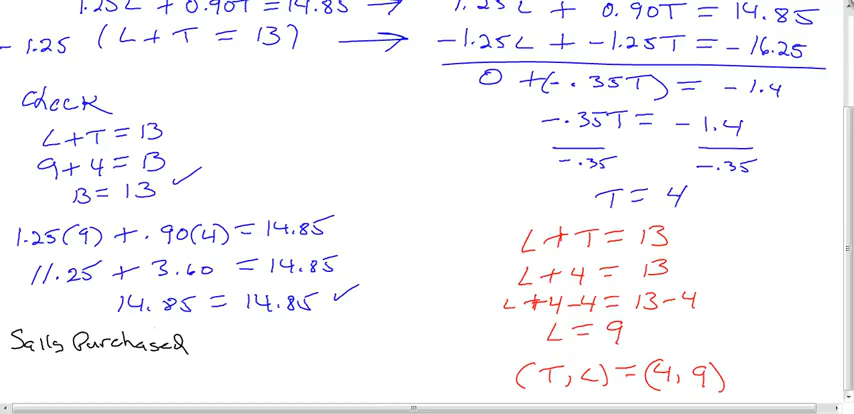 1.25L + 0.90T = 14.85 →
- 1.25 (L + T = 13) →
Check
L + T = 13
9 + 4 = 13
13 = 13 ✓
1.25(9) + .90(4) = 14.85
11.25 + 3.60 = 14.85
14.85 = 14.85 ✓
Sally Purchased
1.25L + 0.90T = 14.85
-1.25L + -1.25T = -16.25
0 + (-.35T) = -1.4
-.35T = -1.4
-.35 -.35
T = 4
L + T = 13
L + 4 = 13
L + 4 - 4 = 13 - 4
L = 9
(T, L) = (4, 9)